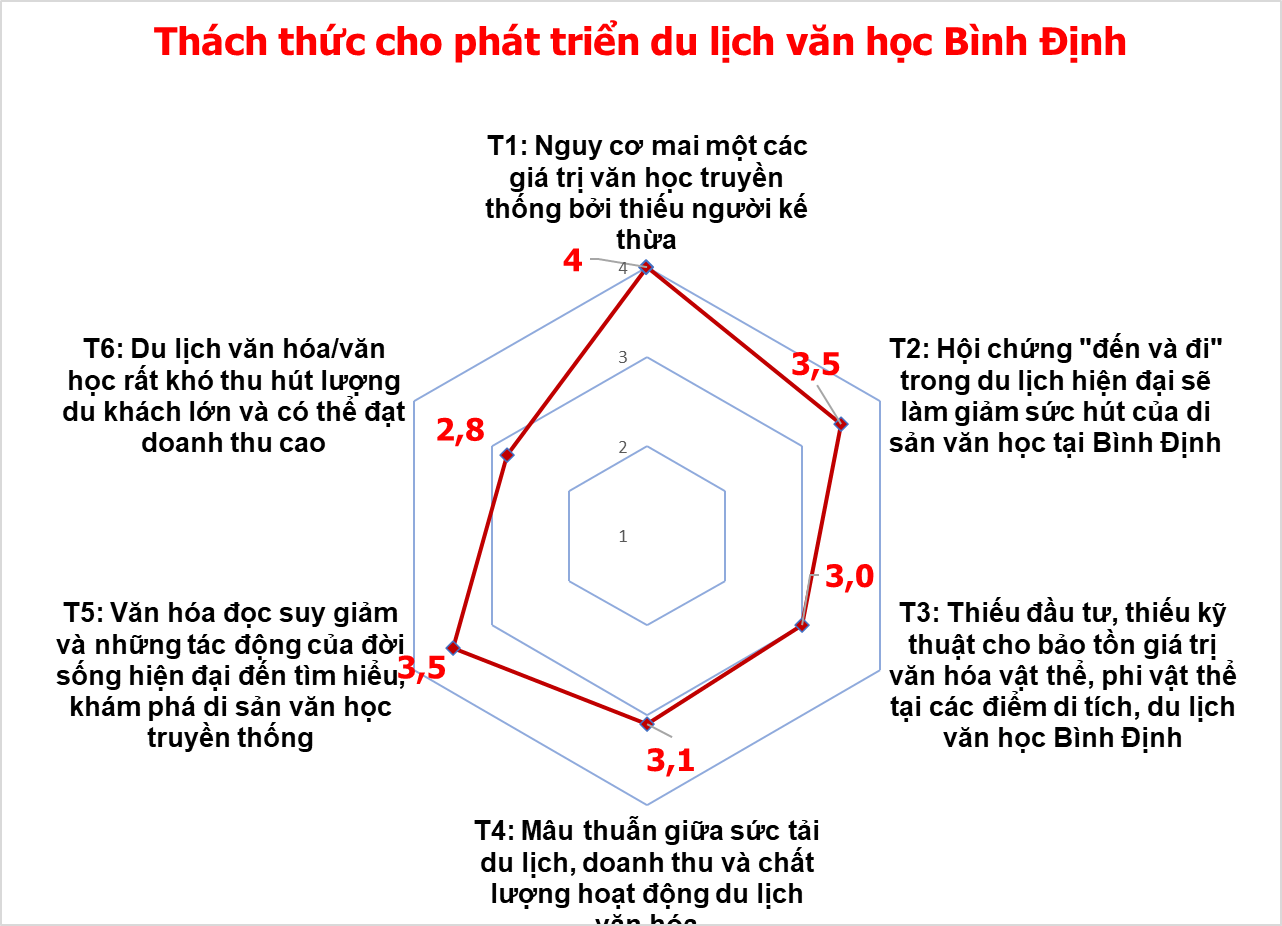 Thách thức cho phát triển du lịch văn học Bình Định
T1: Nguy cơ mai một các
giá trị văn học truyền
thống bởi thiếu người kế
thừa
4
4
3
2
1
3,5
T2: Hội chứng "đến và đi"
trong du lịch hiện đại sẽ
làm giảm sức hút của di
sản văn học tại Bình Định
3,0
T3: Thiếu đầu tư, thiếu kỹ
thuật cho bảo tồn giá trị
văn hóa vật thể, phi vật thể
tại các điểm di tích, du lịch
văn học Bình Định
3,1
T4: Mâu thuẫn giữa sức tải
du lịch, doanh thu và chất
lượng hoạt động du lịch
văn hóa
3,5
T5: Văn hóa đọc suy giảm
và những tác động của đời
sống hiện đại đến tìm hiểu,
khám phá di sản văn học
truyền thống
2,8
T6: Du lịch văn hóa/văn
học rất khó thu hút lượng
du khách lớn và có thể đạt
doanh thu cao